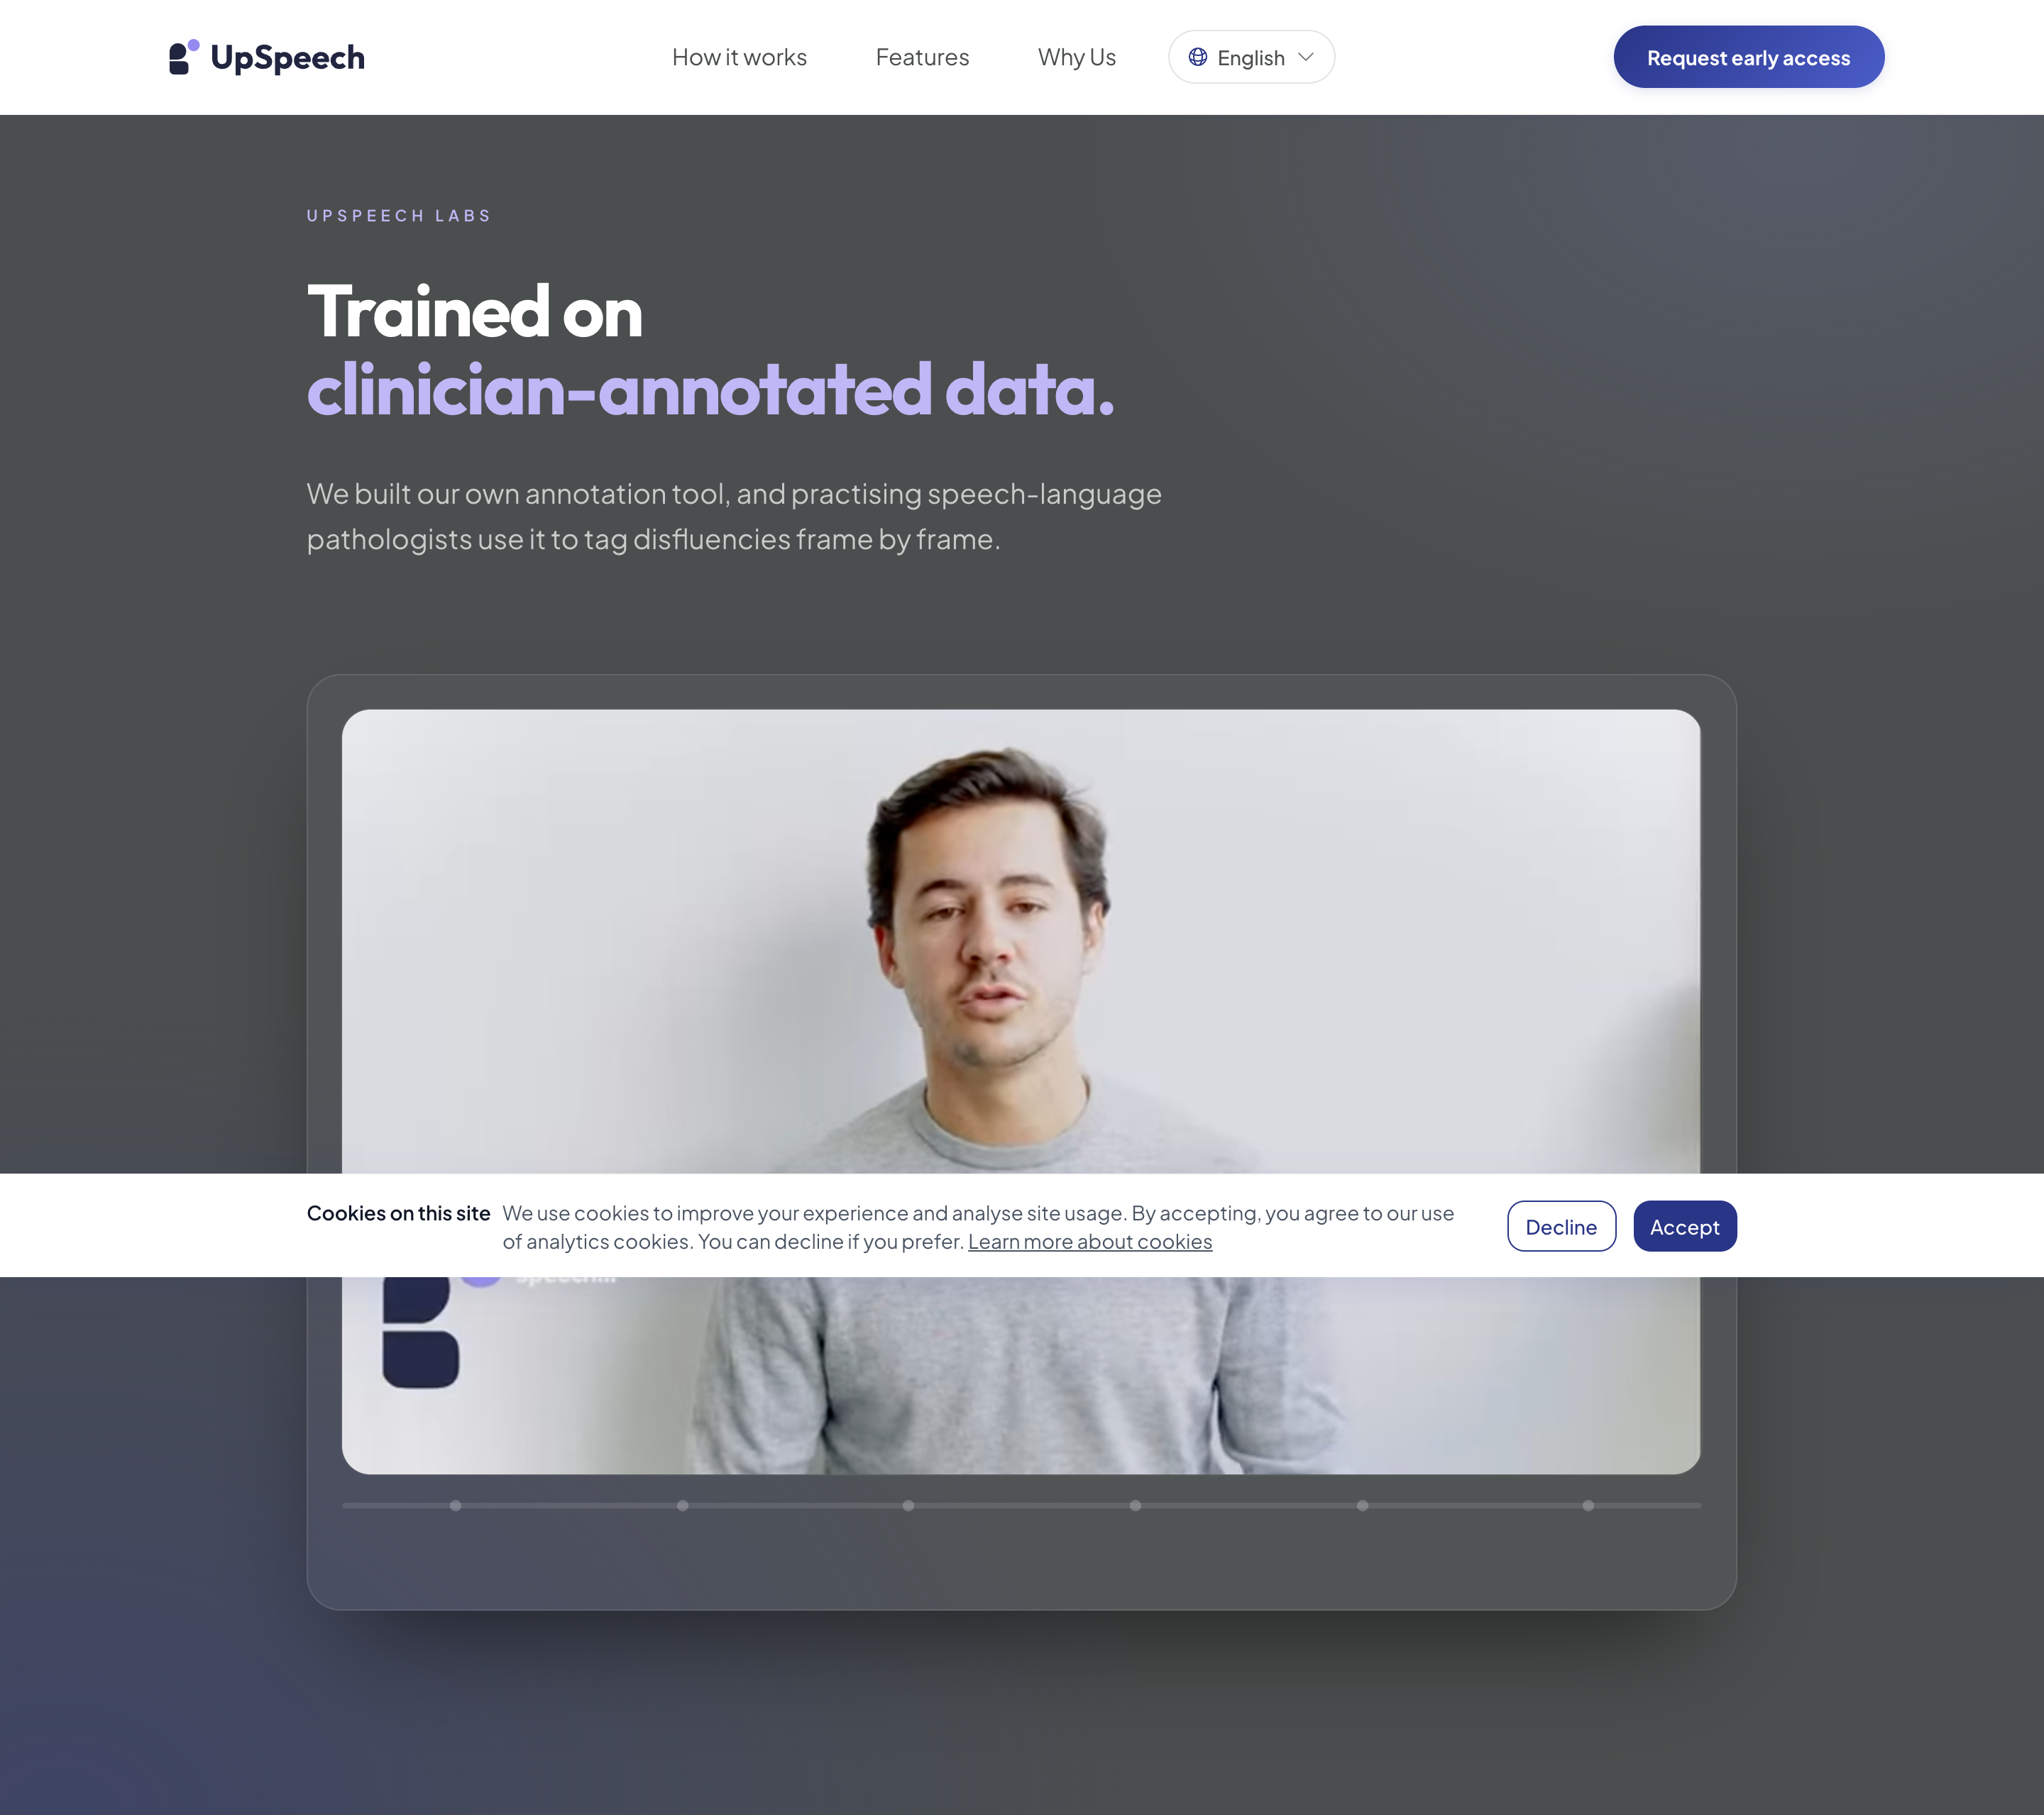 UpSpeech
How it works
Features
Why Us
English
Request early access
UPSPEECH LABS
Trained on
clinician-annotated data.
We built our own annotation tool, and practising speech-language
pathologists use it to tag disfluencies frame by frame.
Cookies on this site
We use cookies to improve your experience and analyse site usage. By accepting, you agree to our use
of analytics cookies. You can decline if you prefer. Learn more about cookies
Decline
Accept